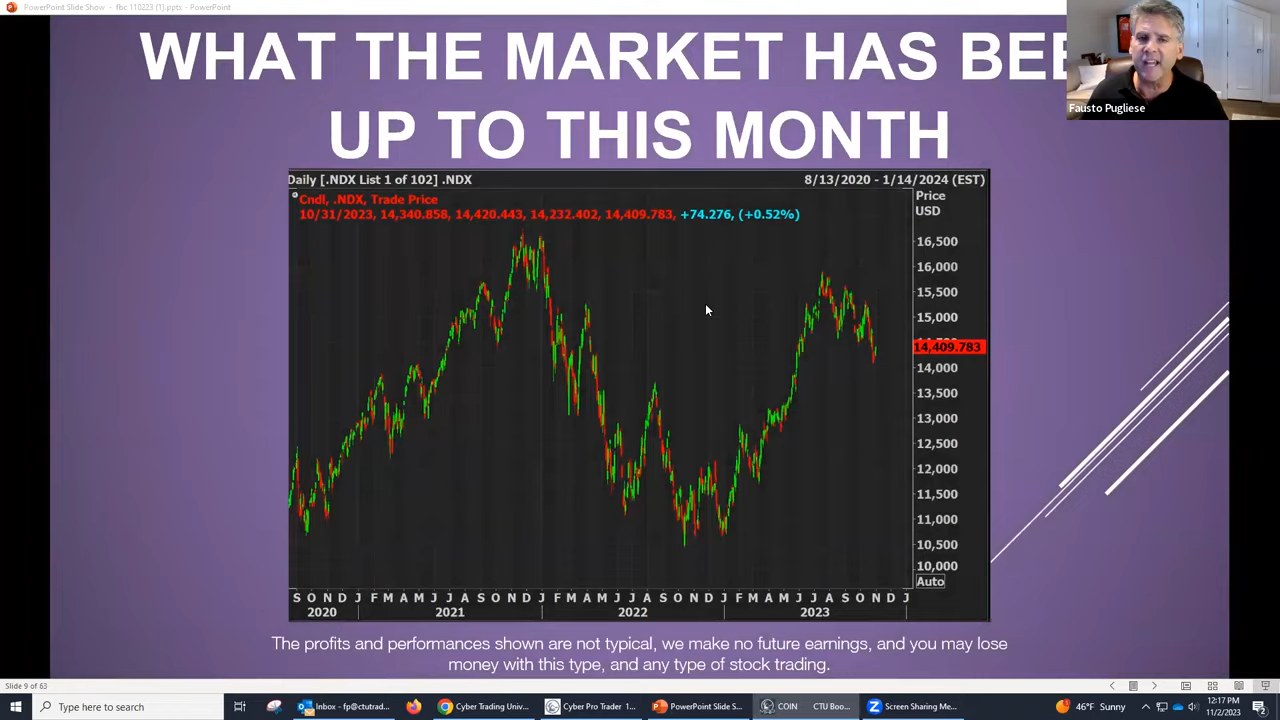 PowerPoint Slide Show - fbc 110223 (1).pptx - PowerPoint
WHAT THE MARKET HAS BEE
UP TO THIS MONTH
Fausto Pugliese
Daily [.NDX List 1 of 102] .NDX
8/13/2020 - 1/14/2024 (EST)
Cndl, .NDX, Trade Price
10/31/2023, 14,340.858, 14,420.443, 14,232.402, 14,409.783, +74.276, (+0.52%)
Price
USD
16,500
16,000
15,500
15,000
14,409.783
14,000
13,500
13,000
12,500
12,000
11,500
11,000
10,500
10,000
Auto
S O N D J F M A M J J A S O N D J F M A M J J A S O N D J F M A M J J A S O N D J
2020 2021 2022 2023
The profits and performances shown are not typical, we make no future earnings, and you may lose
money with this type, and any type of stock trading.
Slide 9 of 63
Type here to search
Inbox - fp@ctutrad...
Cyber Trading Univ...
Cyber Pro Trader 1...
PowerPoint Slide S...
COIN CTU Boo...
Screen Sharing Me...
46°F Sunny
12:17 PM
11/2/2023
2